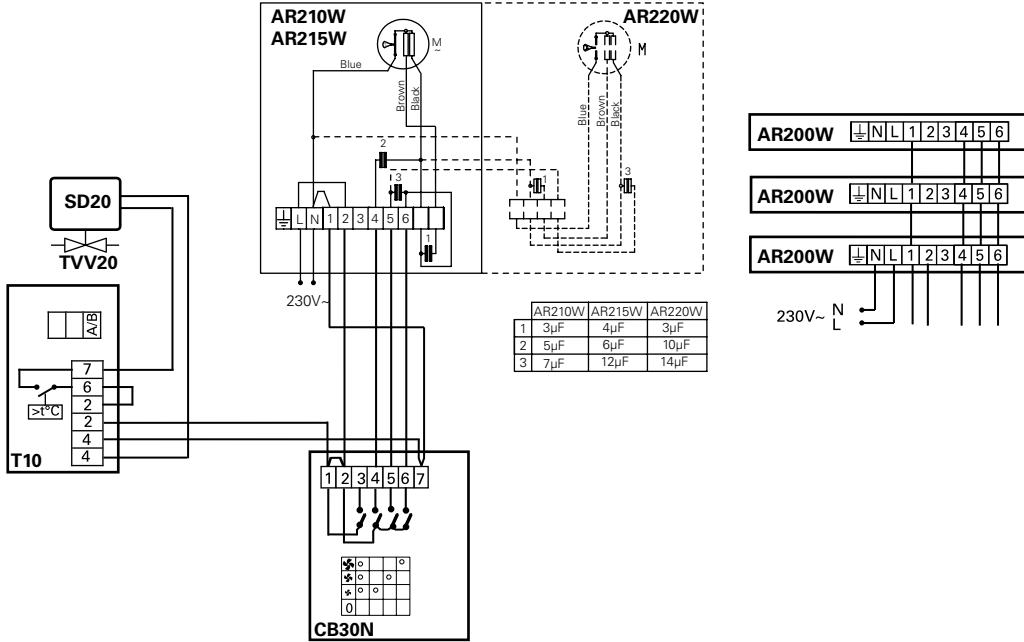 AR210W
AR215W
M
~
Blue
Brown
Black
2
3
L N 1 2 3 4 5 6
1
230V~
AR220W
M
Blue
Brown
Black
1
3
AR210W AR215W AR220W
1 3µF 4µF 3µF
2 5µF 6µF 10µF
3 7µF 12µF 14µF
SD20
TVV20
A/B
7
6
2
2
4
4
>t°C
T10
1 2 3 4 5 6 7
0
CB30N
AR200W N L 1 2 3 4 5 6
AR200W N L 1 2 3 4 5 6
AR200W N L 1 2 3 4 5 6
230V~ N
L